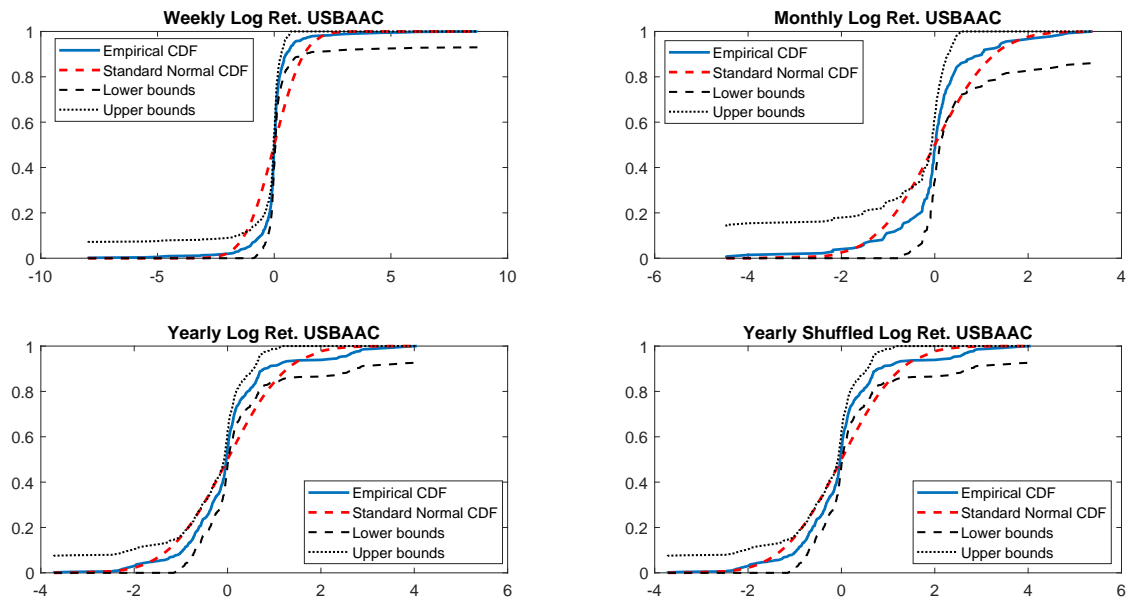 Weekly Log Ret. USBAAC
1
0.8
0.6
0.4
0.2
0
-10
-5
0
5
10
Empirical CDF
Standard Normal CDF
Lower bounds
Upper bounds
Monthly Log Ret. USBAAC
1
0.8
0.6
0.4
0.2
0
-6
-4
-2
0
2
4
Empirical CDF
Standard Normal CDF
Lower bounds
Upper bounds
Yearly Log Ret. USBAAC
1
0.8
0.6
0.4
0.2
0
-4
-2
0
2
4
6
Empirical CDF
Standard Normal CDF
Lower bounds
Upper bounds
Yearly Shuffled Log Ret. USBAAC
1
0.8
0.6
0.4
0.2
0
-4
-2
0
2
4
6
Empirical CDF
Standard Normal CDF
Lower bounds
Upper bounds